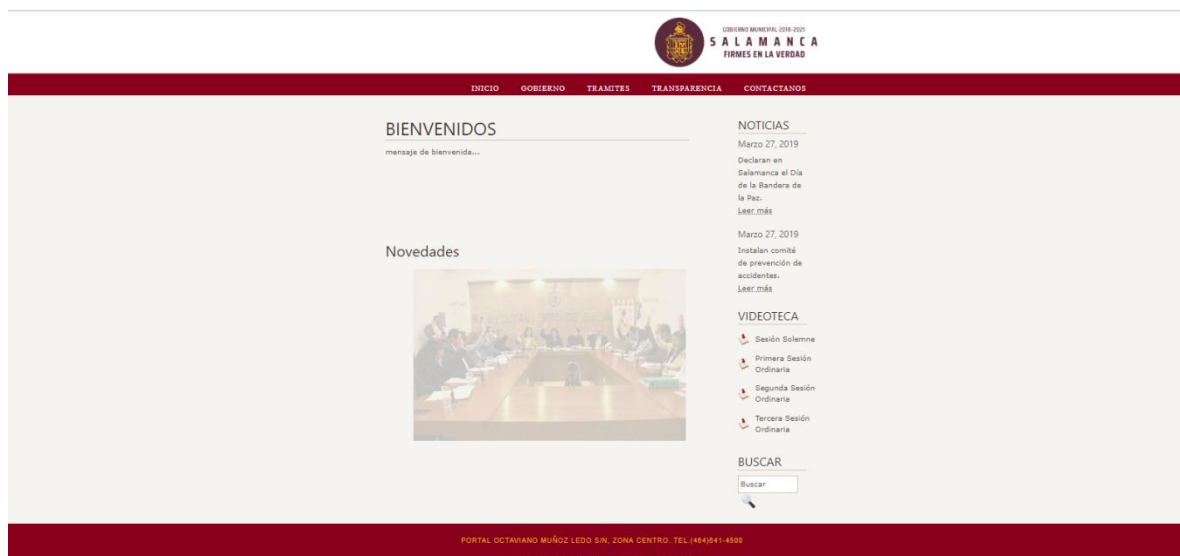 GOBIERNO MUNICIPAL 2018-2021
SALAMANCA
FIRMES EN LA VERDAD
INICIO GOBIERNO TRAMITES TRANSPARENCIA CONTACTANOS
BIENVENIDOS
mensaje de bienvenida...
Novedades
NOTICIAS
Marzo 27, 2019
Declaran en
Salamanca el Día
de la Bandera de
la Paz.
Leer más
Marzo 27, 2019
Instalan comité
de prevención de
accidentes.
Leer más
VIDEOTECA
Sesión Solemne
Primera Sesión
Ordinaria
Segunda Sesión
Ordinaria
Tercera Sesión
Ordinaria
BUSCAR
Buscar
PORTAL OCTAVIANO MUÑOZ LEDO S/N, ZONA CENTRO. TEL.(464)641-4500